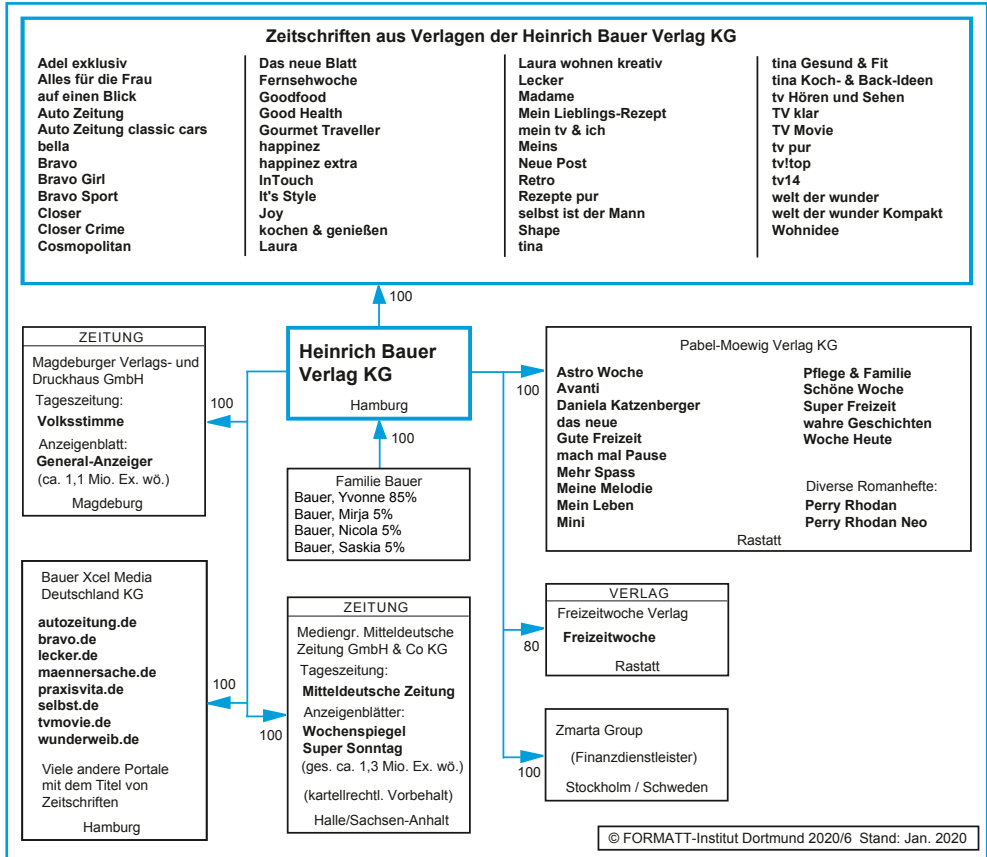 Zeitschriften aus Verlagen der Heinrich Bauer Verlag KG
Adel exklusiv
Alles für die Frau
auf einen Blick
Auto Zeitung
Auto Zeitung classic cars
bella
Bravo
Bravo Girl
Bravo Sport
Closer
Closer Crime
Cosmopolitan
Das neue Blatt
Fernsehwoche
Goodfood
Good Health
Gourmet Traveller
happinez
happinez extra
InTouch
It's Style
Joy
kochen & genießen
Laura
Laura wohnen kreativ
Lecker
Madame
Mein Lieblings-Rezept
mein tv & ich
Meins
Neue Post
Retro
Rezepte pur
selbst ist der Mann
Shape
tina
tina Gesund & Fit
tina Koch- & Back-Ideen
tv Hören und Sehen
TV klar
TV Movie
tv pur
tv!top
tv14
welt der wunder
welt der wunder Kompakt
Wohnidee
100
ZEITUNG
Magdeburger Verlags- und
Druckhaus GmbH
Tageszeitung:
Volksstimme
Anzeigenblatt:
General-Anzeiger
(ca. 1,1 Mio. Ex. wö.)
Magdeburg
100
Heinrich Bauer
Verlag KG
Hamburg
100
Familie Bauer
Bauer, Yvonne 85%
Bauer, Mirja 5%
Bauer, Nicola 5%
Bauer, Saskia 5%
100
Pabel-Moewig Verlag KG
Astro Woche
Avanti
Daniela Katzenberger
das neue
Gute Freizeit
mach mal Pause
Mehr Spass
Meine Melodie
Mein Leben
Mini
Pflege & Familie
Schöne Woche
Super Freizeit
wahre Geschichten
Woche Heute
Diverse Romanhefte:
Perry Rhodan
Perry Rhodan Neo
Rastatt
Bauer Xcel Media
Deutschland KG
autozeitung.de
bravo.de
lecker.de
maennersache.de
praxisvita.de
selbst.de
tvmovie.de
wunderweib.de
Viele andere Portale
mit dem Titel von
Zeitschriften
Hamburg
100
100
ZEITUNG
Mediengr. Mitteldeutsche
Zeitung GmbH & Co KG
Tageszeitung:
Mitteldeutsche Zeitung
Anzeigenblätter:
Wochenspiegel
Super Sonntag
(ges. ca. 1,3 Mio. Ex. wö.)
(kartellrechtl. Vorbehalt)
Halle/Sachsen-Anhalt
80
VERLAG
Freizeitwoche Verlag
Freizeitwoche
Rastatt
100
Zmarta Group
(Finanzdienstleister)
Stockholm / Schweden
© FORMATT-Institut Dortmund 2020/6 Stand: Jan. 2020